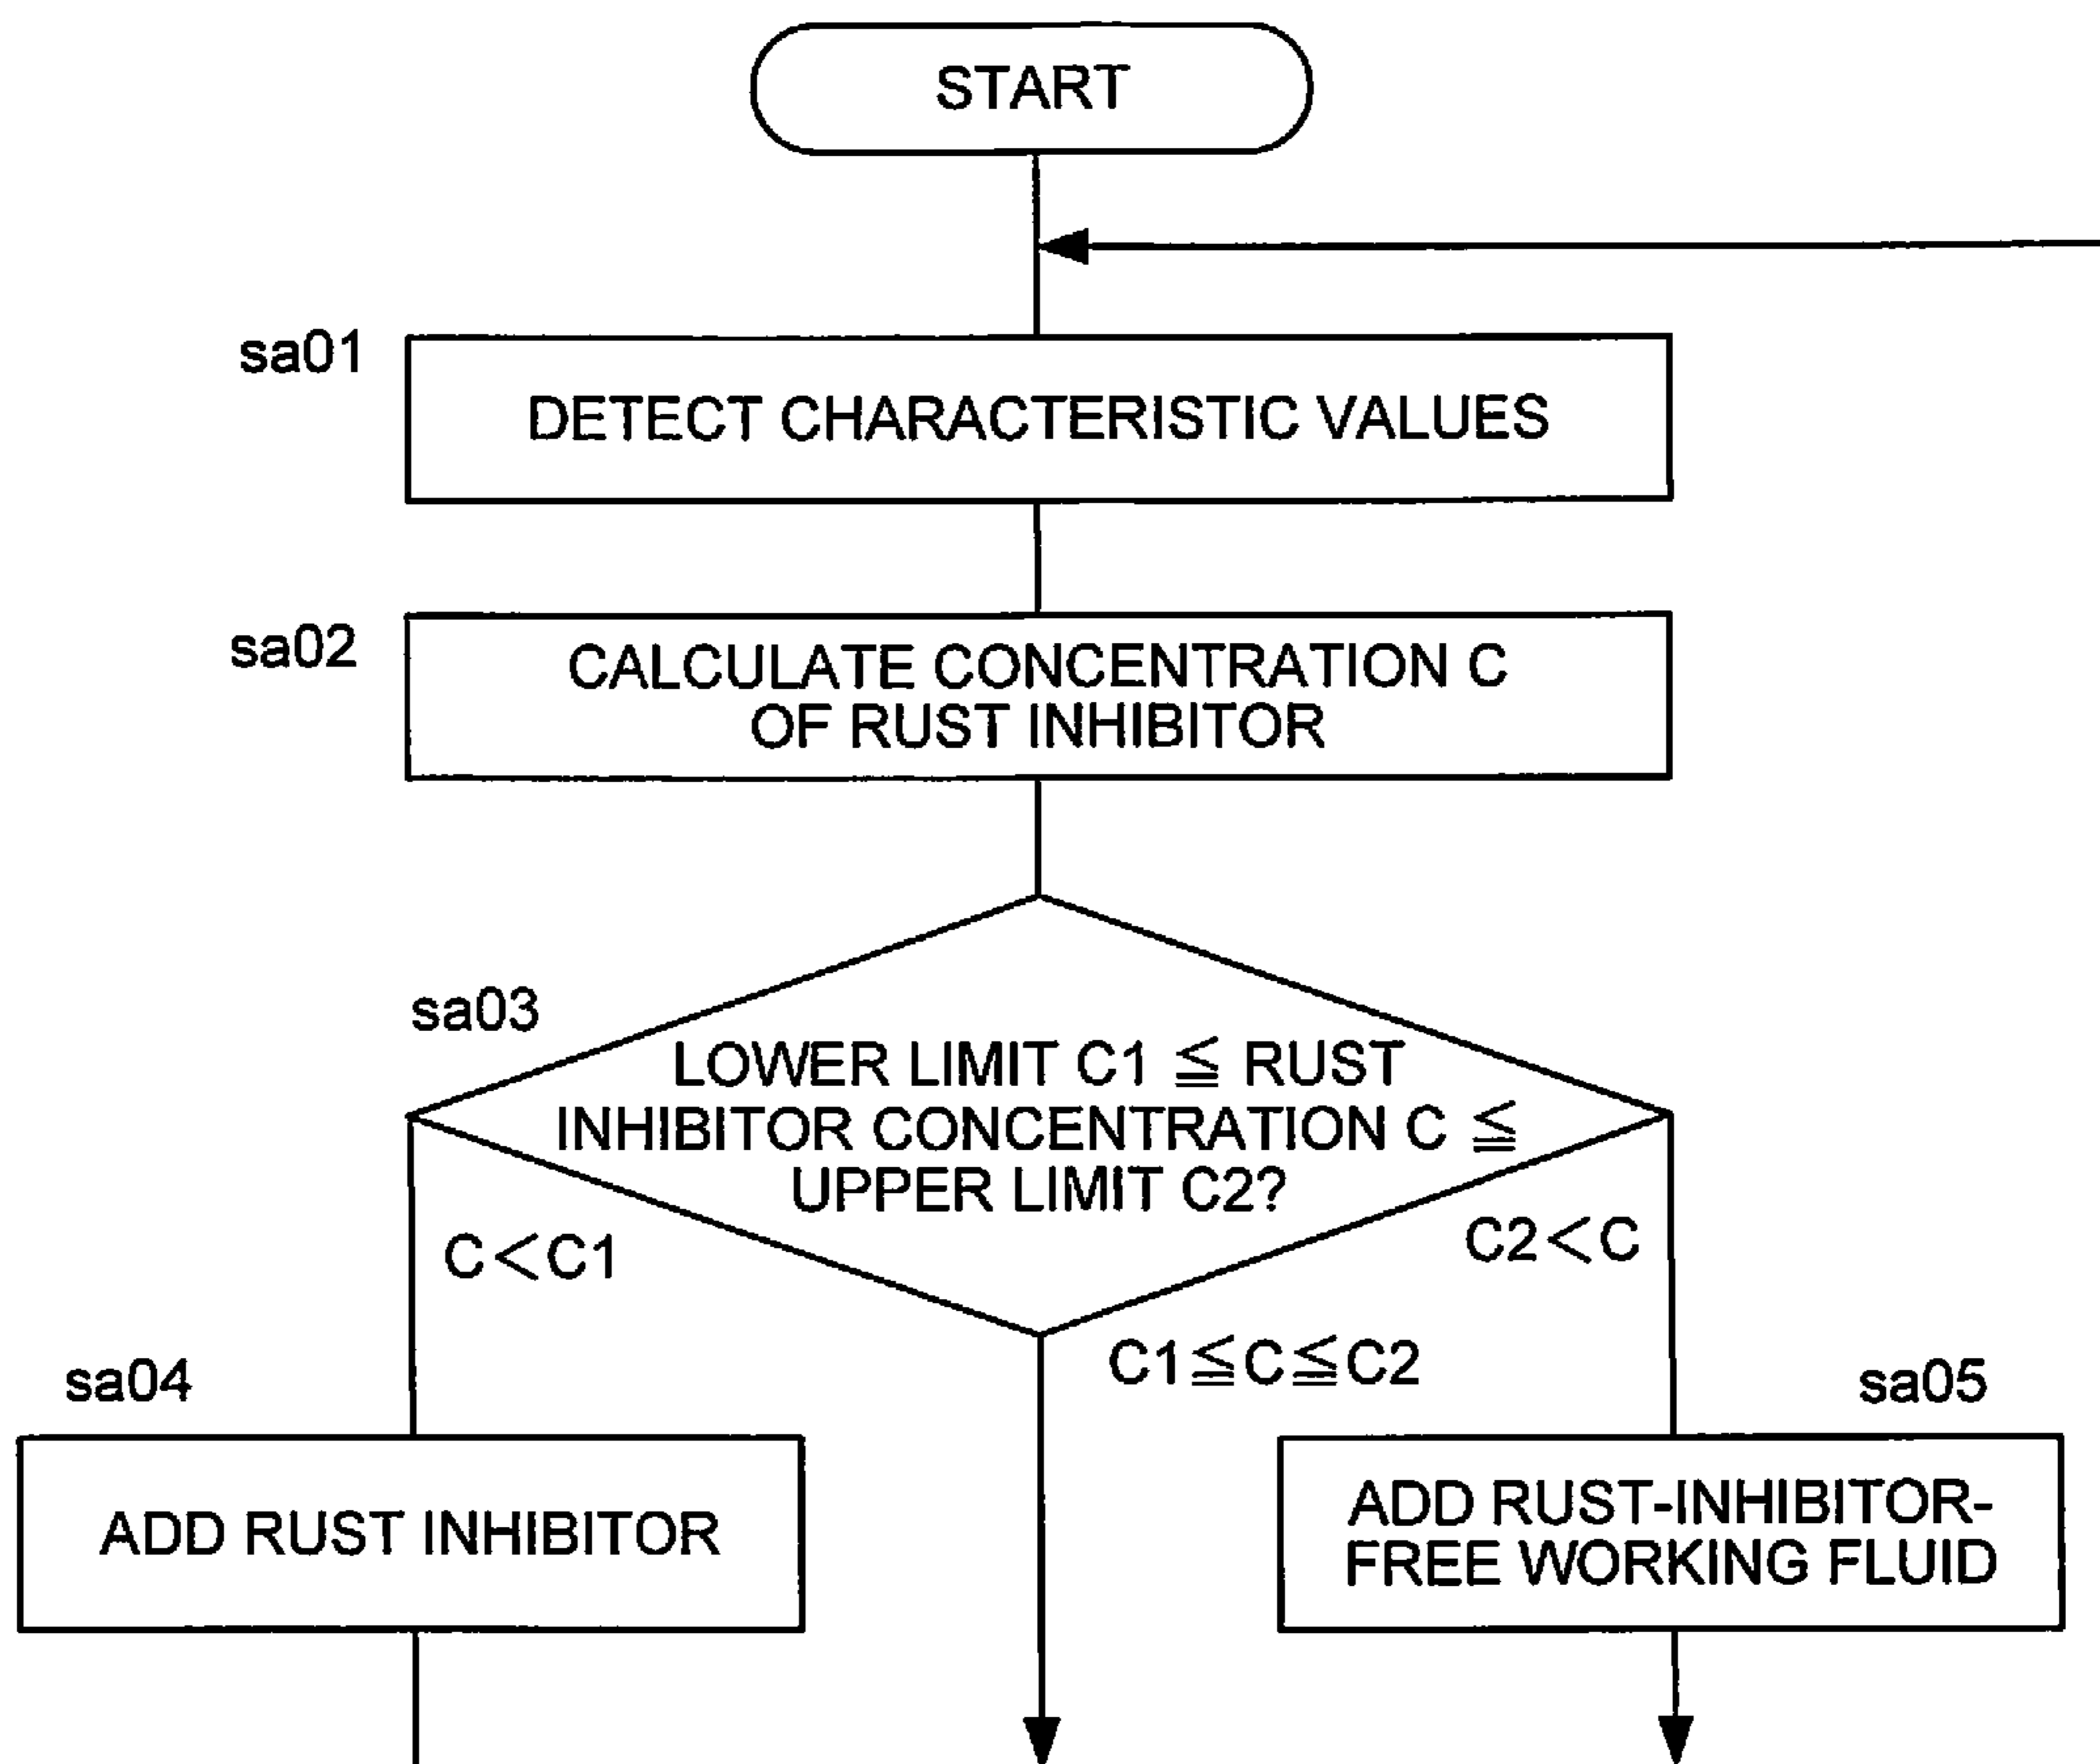 START
sa01
DETECT CHARACTERISTIC VALUES
sa02
CALCULATE CONCENTRATION C
OF RUST INHIBITOR
sa03
LOWER LIMIT C1 ≦ RUST
INHIBITOR CONCENTRATION C ≦
UPPER LIMIT C2?
C<C1
C2<C
C1≦C≦C2
sa04
sa05
ADD RUST INHIBITOR
ADD RUST-INHIBITOR-
FREE WORKING FLUID